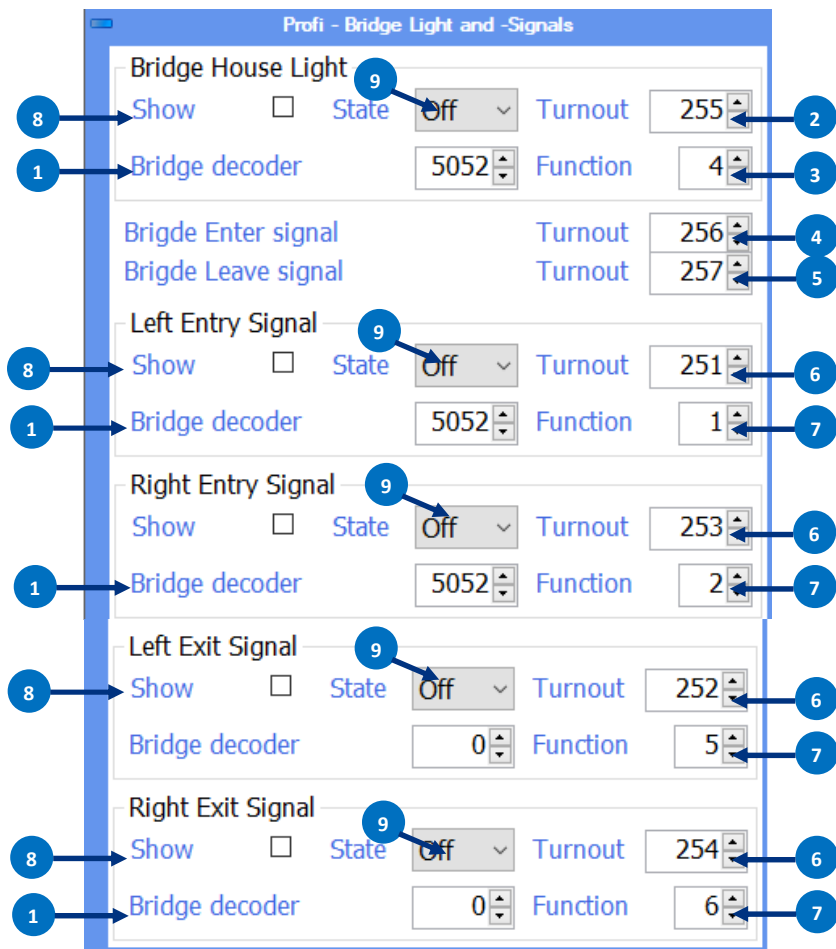 Profi - Bridge Light and -Signals
Bridge House Light
9
8 Show State Off Turnout 255 2
1 Bridge decoder 5052 Function 4 3
Brigde Enter signal Turnout 256 4
Brigde Leave signal Turnout 257 5
Left Entry Signal
9
8 Show State Off Turnout 251 6
1 Bridge decoder 5052 Function 1 7
Right Entry Signal
9
Show State Off Turnout 253 6
1 Bridge decoder 5052 Function 2 7
Left Exit Signal
9
8 Show State Off Turnout 252 6
Bridge decoder 0 Function 5 7
Right Exit Signal
9
8 Show State Off Turnout 254 6
1 Bridge decoder 0 Function 6 7